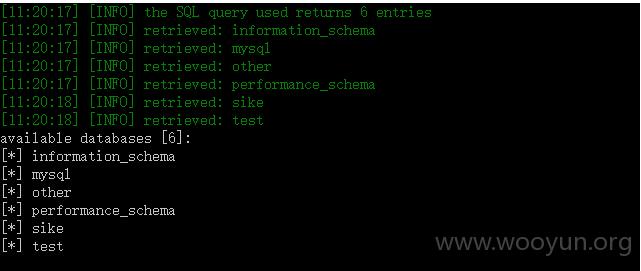 [11:20:17] [INFO] the SQL query used returns 6 entries
[11:20:17] [INFO] retrieved: information_schema
[11:20:17] [INFO] retrieved: mysql
[11:20:17] [INFO] retrieved: other
[11:20:17] [INFO] retrieved: performance_schema
[11:20:18] [INFO] retrieved: sike
[11:20:18] [INFO] retrieved: test
available databases [6]:
[*] information_schema
[*] mysql
[*] other
[*] performance_schema
[*] sike
[*] test
www.wooyun.org